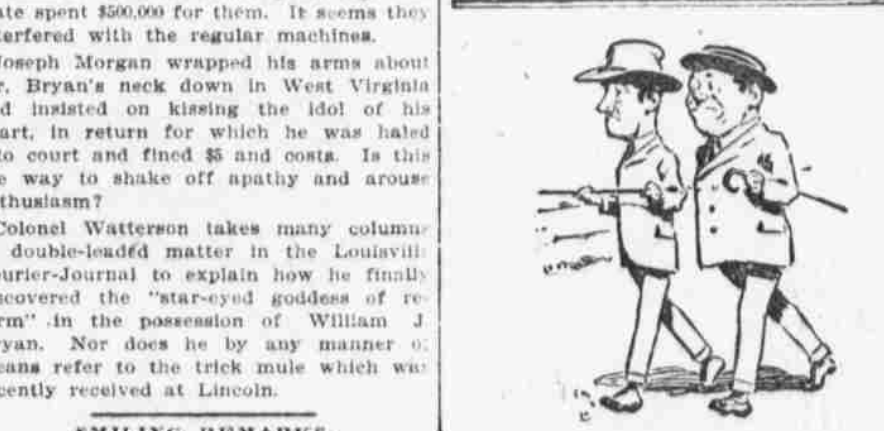 ate spent $500,000 for them. It seems they
terfered with the regular machines.
Joseph Morgan wrapped his arms about
r. Bryan's neck down in West Virginia
d insisted on kissing the idol of his
art, in return for which he was haled
to court and fined $5 and costs. Is this
e way to shake off apathy and arouse
thusiasm?
Colonel Watterson takes many columns
double-leaded matter in the Louisvill
urier-Journal to explain how he finally
scovered the "star-eyed goddess of re-
rm" in the possession of William J
ryan. Nor does he by any manner o
eans refer to the trick mule which was
cently received at Lincoln.
SMILING REMARKS